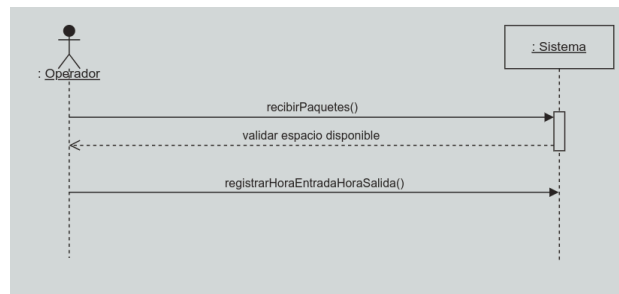 : Sistema
: Operador
recibirPaquetes()
validar espacio disponible
registrarHoraEntradaHoraSalida()